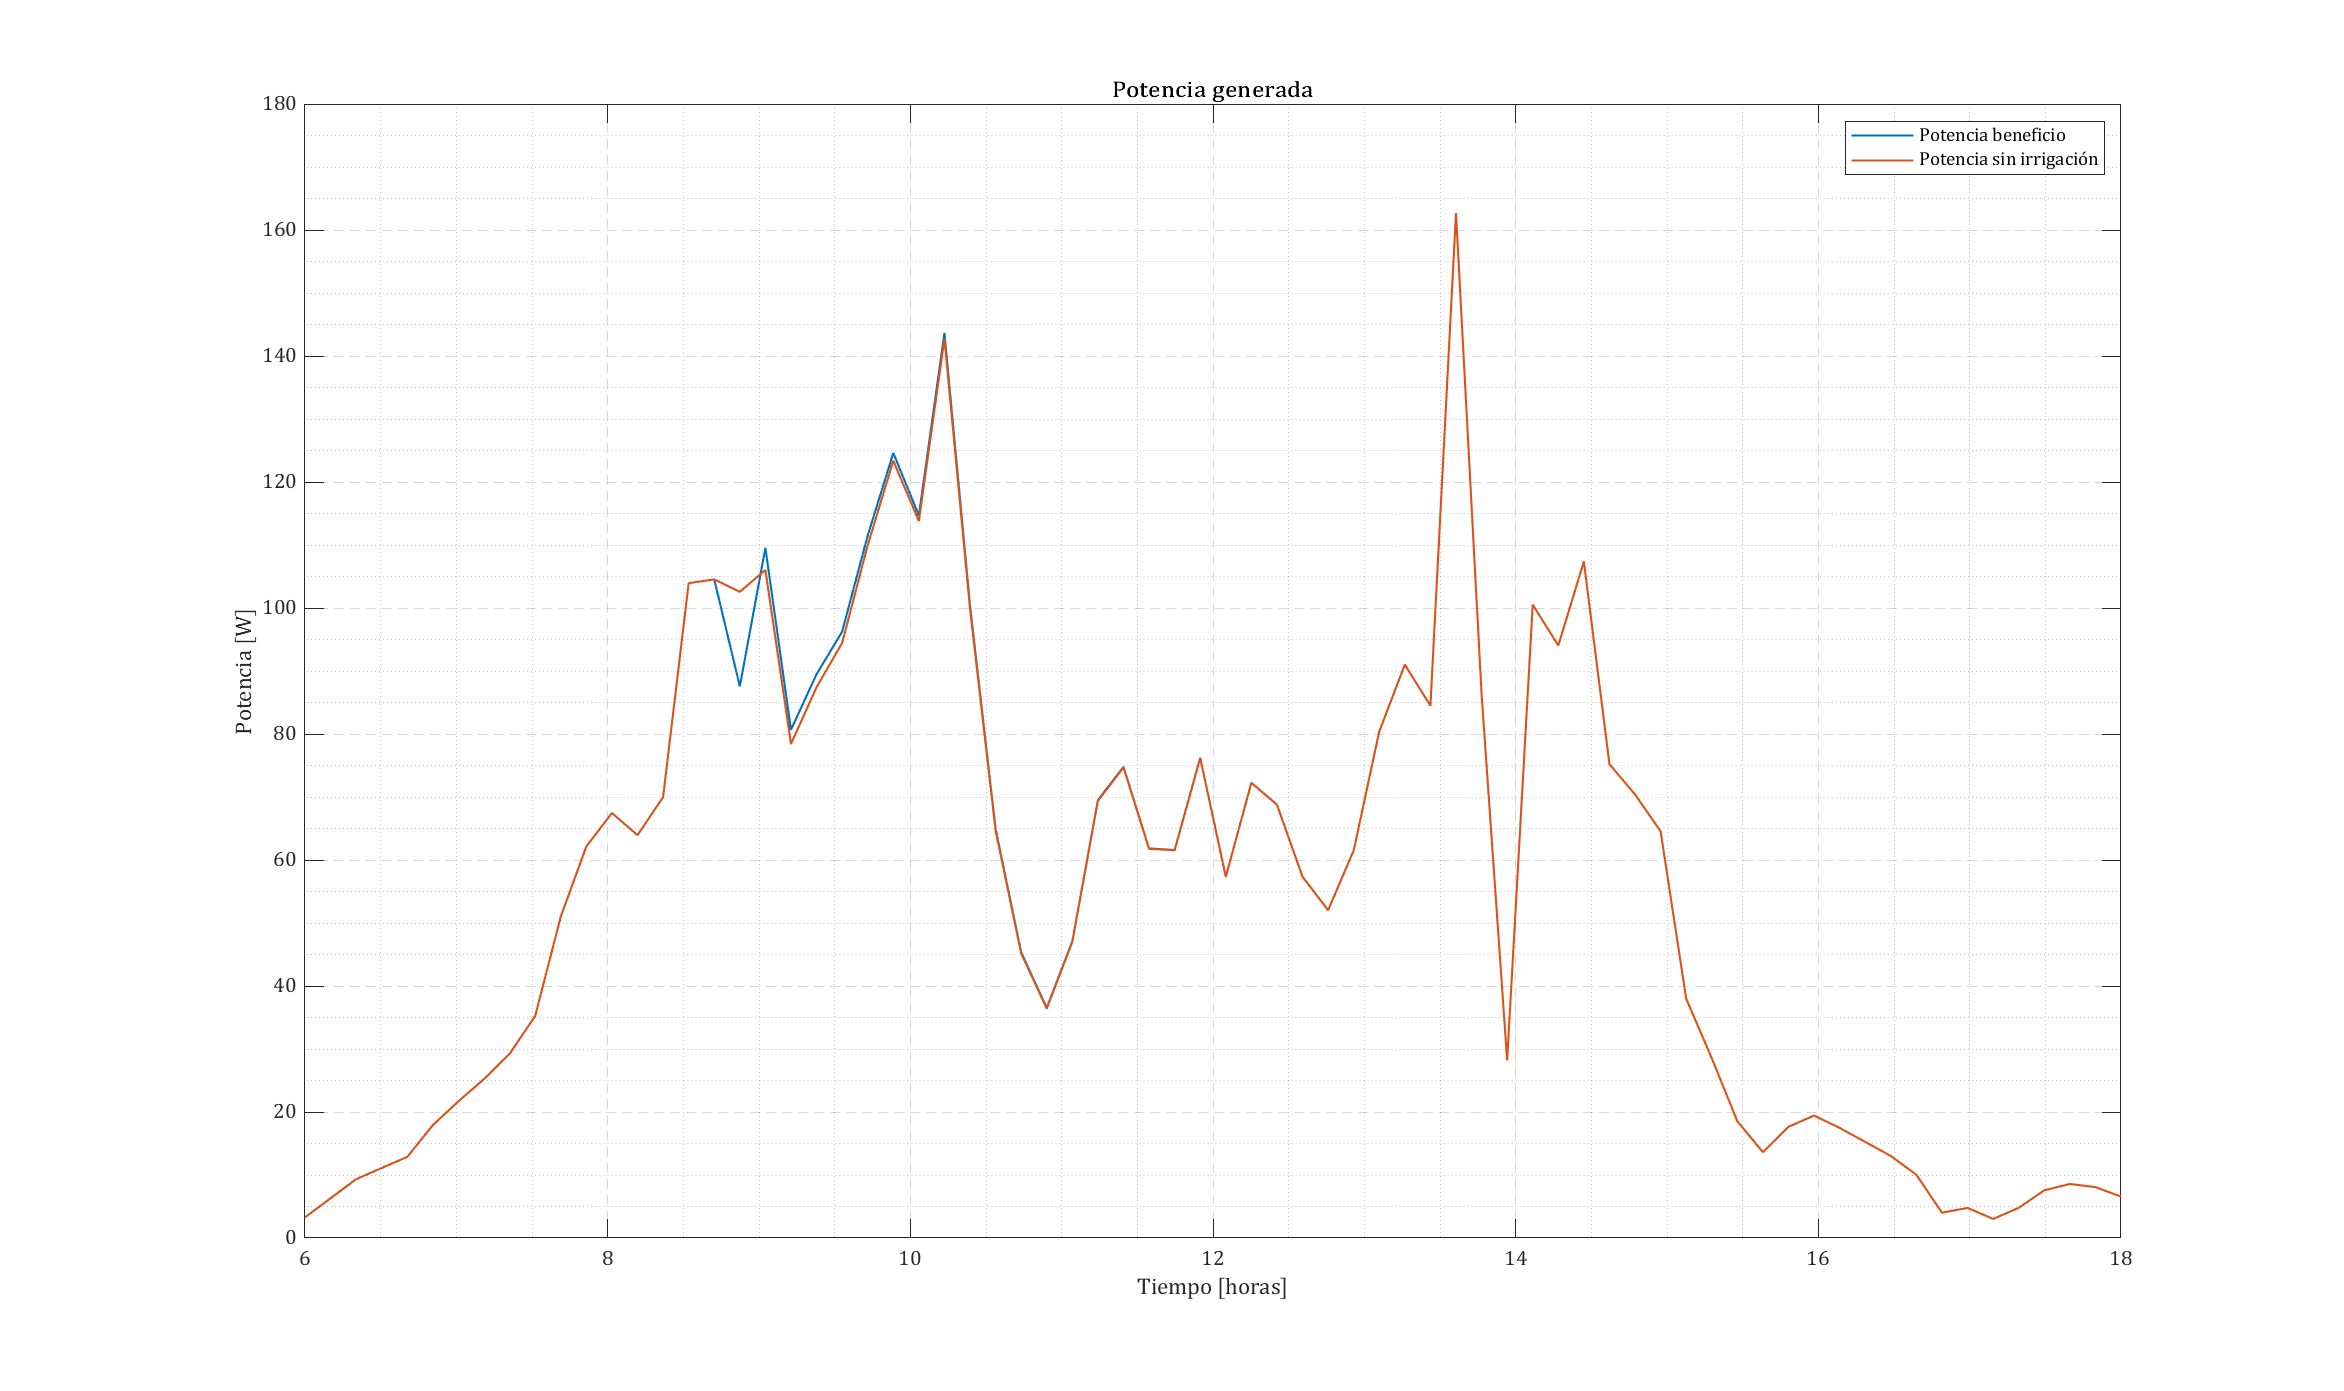 Potencia generada
180
160
140
120
100
80
60
40
20
0
Potencia [W]
Potencia beneficio
Potencia sin irrigación
6 8 10 12 14 16 18
Tiempo [horas]